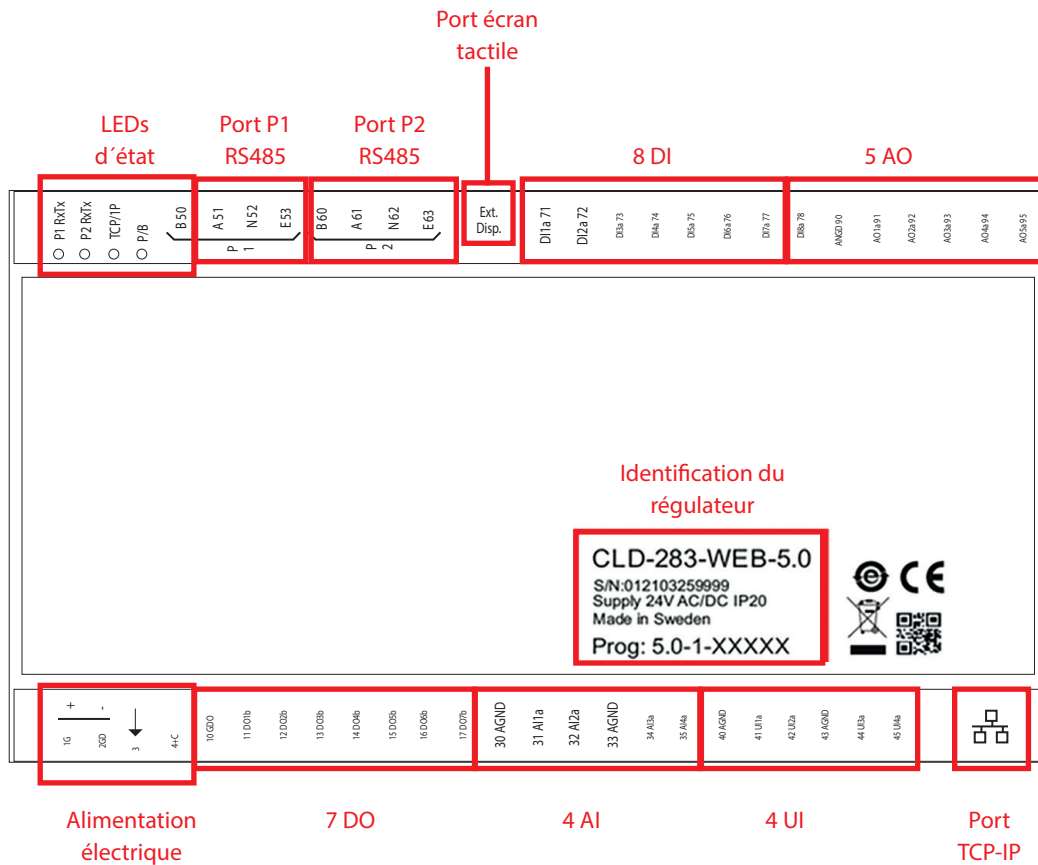 Port écran
tactile
LEDs
d´état
Port P1
RS485
Port P2
RS485
8 DI
5 AO
P1 RxTx
P2 RxTx
TCP/1P
P/B
B 50
A 51
N 52
E 53
P 1
B 60
A 61
N 62
E 63
P 2
Ext.
Disp.
DI1a 71
DI2a 72
DI3a 73
DI4a 74
DI5a 75
DI6a 76
DI7a 77
DI8a 78
ANGD 90
AO1a 91
AO2a 92
AO3a 93
AO4a 94
AO5a 95
Identification du
régulateur
CLD-283-WEB-5.0
S/N:012103259999
Supply 24V AC/DC IP20
Made in Sweden
Prog: 5.0-1-XXXXX
CE
+
-
1G
2GD
3
4+C
10 GDO
11 DO1b
12 DO2b
13 DO3b
14 DO4b
15 DO5b
16 DO6b
17 DO7b
30 AGND
31 AI1a
32 AI2a
33 AGND
34 AI3a
35 AI4a
40 AGND
41 UI1a
42 UI2a
43 AGND
44 UI3a
45 UI4a
Alimentation
électrique
7 DO
4 AI
4 UI
Port
TCP-IP